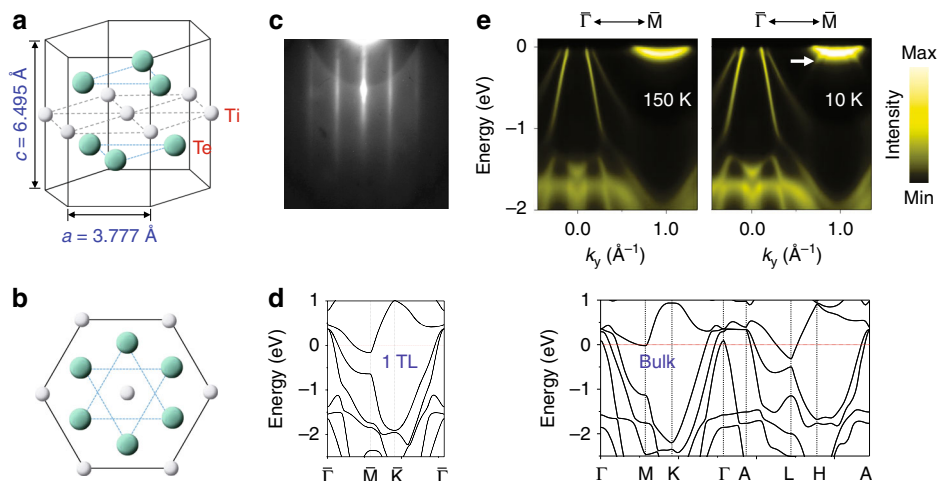 a
c = 6.495 Å
Ti
Te
a = 3.777 Å
b
c
d
Energy (eV)
1
0
−1
−2
1 TL
Γ̄ M̄ K̄ Γ̄
e
Γ̄ M̄ Γ̄ M̄
Energy (eV)
0
−1
−2
150 K
10 K
0.0 1.0 0.0 1.0
k_y (Å⁻¹) k_y (Å⁻¹)
Max
Intensity
Min
Energy (eV)
1
0
−1
−2
Bulk
Γ M K Γ A L H A